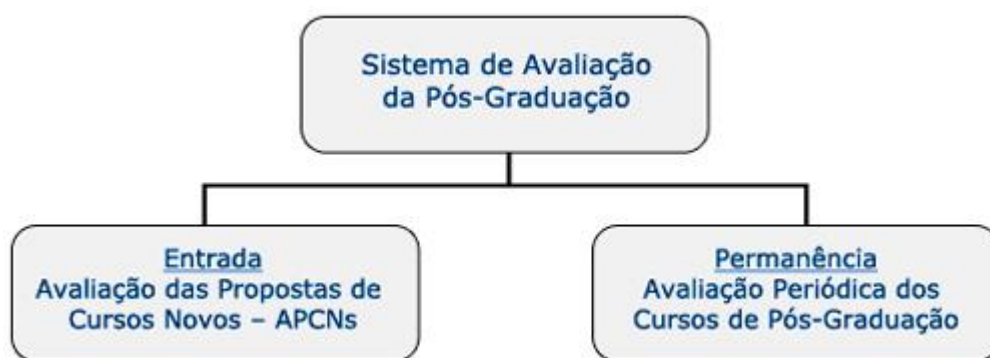 Sistema de Avaliação
da Pós-Graduação
Entrada
Avaliação das Propostas de
Cursos Novos – APCNs
Permanência
Avaliação Periódica dos
Cursos de Pós-Graduação